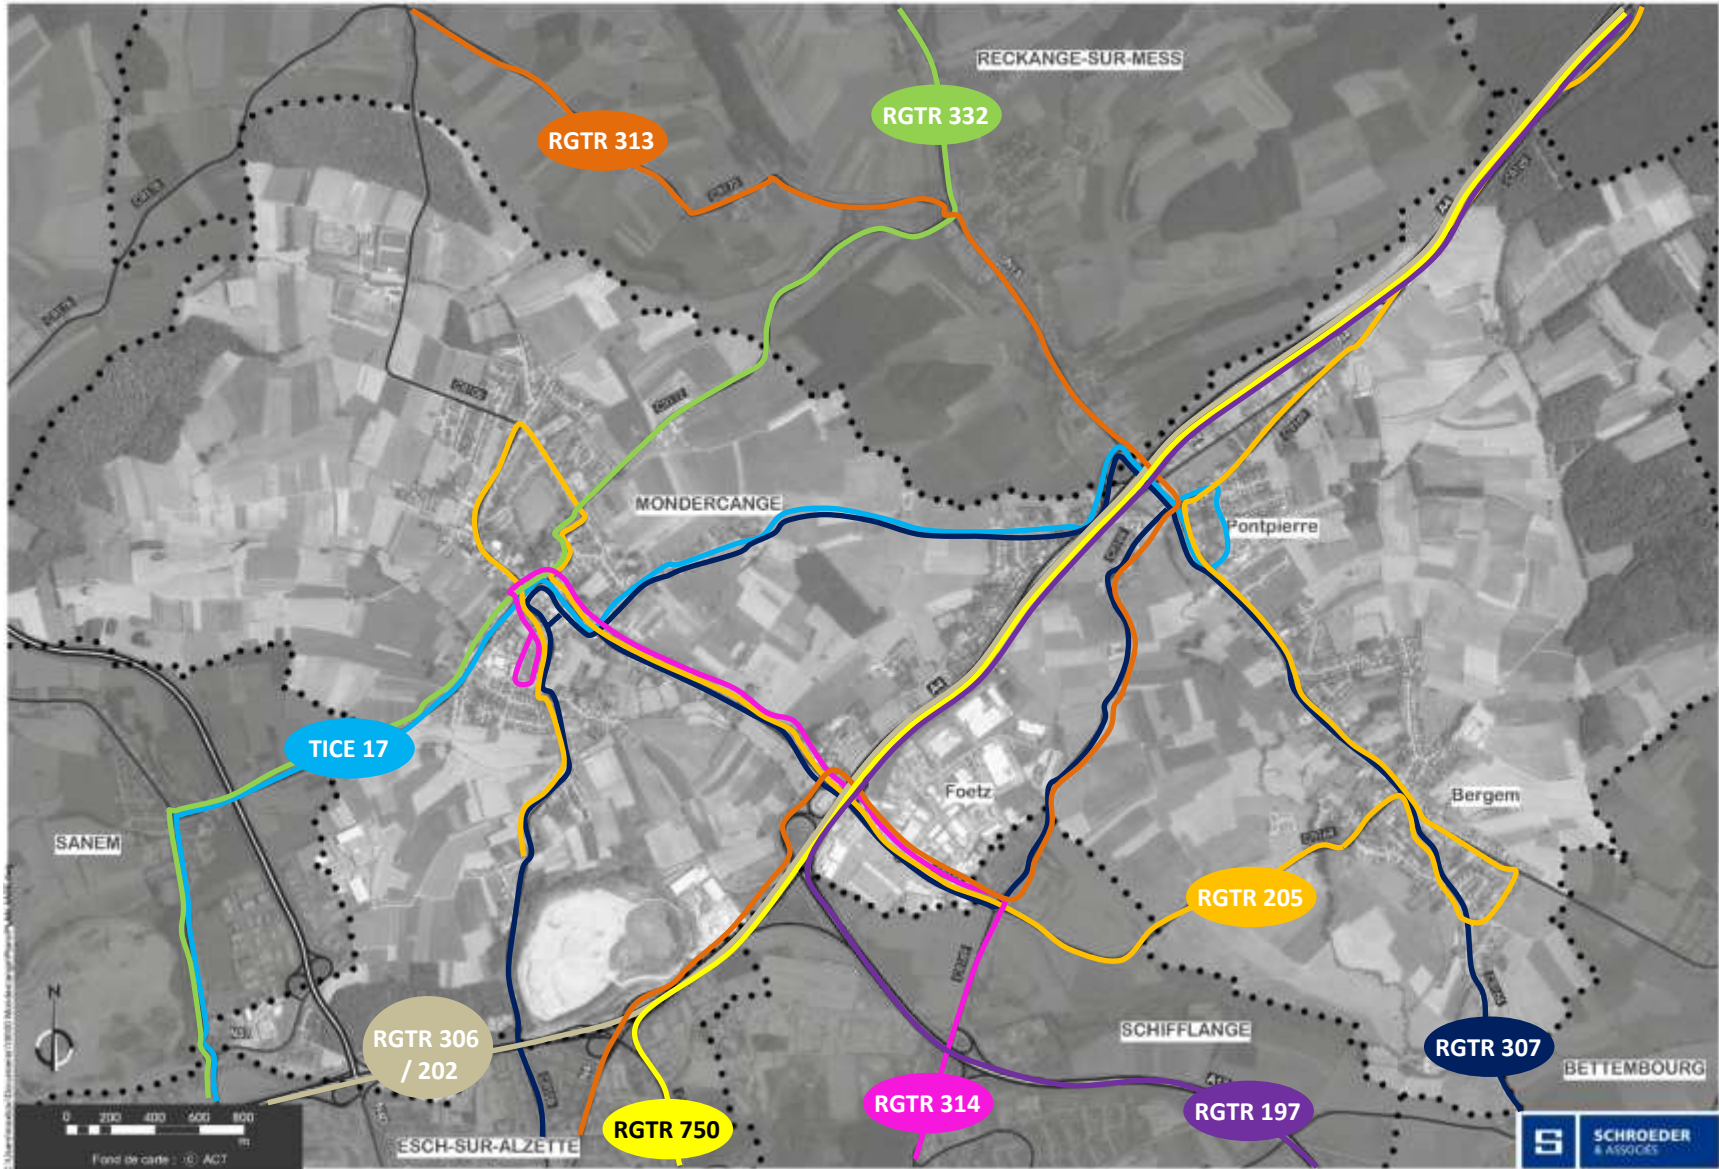 RECKANGE-SUR-MESS
RGTR 332
RGTR 313
A4
MONDERCANGE
Pontpierre
A4
TICE 17
Foetz
Bergem
SANEM
RGTR 205
N
RGTR 306
/ 202
SCHIFFLANGE
RGTR 307
BETTEMBOURG
RGTR 314
RGTR 197
RGTR 750
ESCH-SUR-ALZETTE
0 200 400 600 800
m
Fond de carte : © ACT
S
SCHROEDER
& ASSOCIÉS